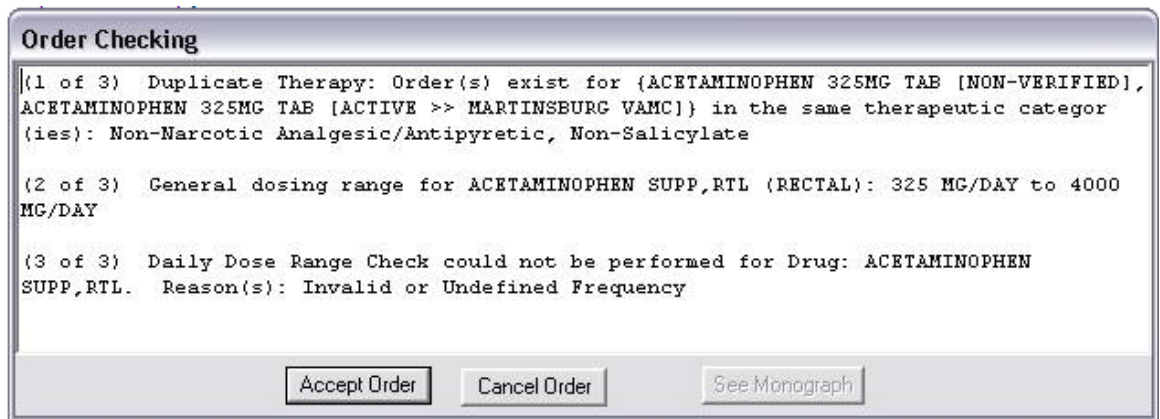 Order Checking
(1 of 3)  Duplicate Therapy: Order(s) exist for {ACETAMINOPHEN 325MG TAB [NON-VERIFIED],
ACETAMINOPHEN 325MG TAB [ACTIVE >> MARTINSBURG VAMC]} in the same therapeutic categor
(ies): Non-Narcotic Analgesic/Antipyretic, Non-Salicylate
(2 of 3)  General dosing range for ACETAMINOPHEN SUPP,RTL (RECTAL): 325 MG/DAY to 4000
MG/DAY
(3 of 3)  Daily Dose Range Check could not be performed for Drug: ACETAMINOPHEN
SUPP,RTL.  Reason(s): Invalid or Undefined Frequency
Accept Order Cancel Order See Monograph